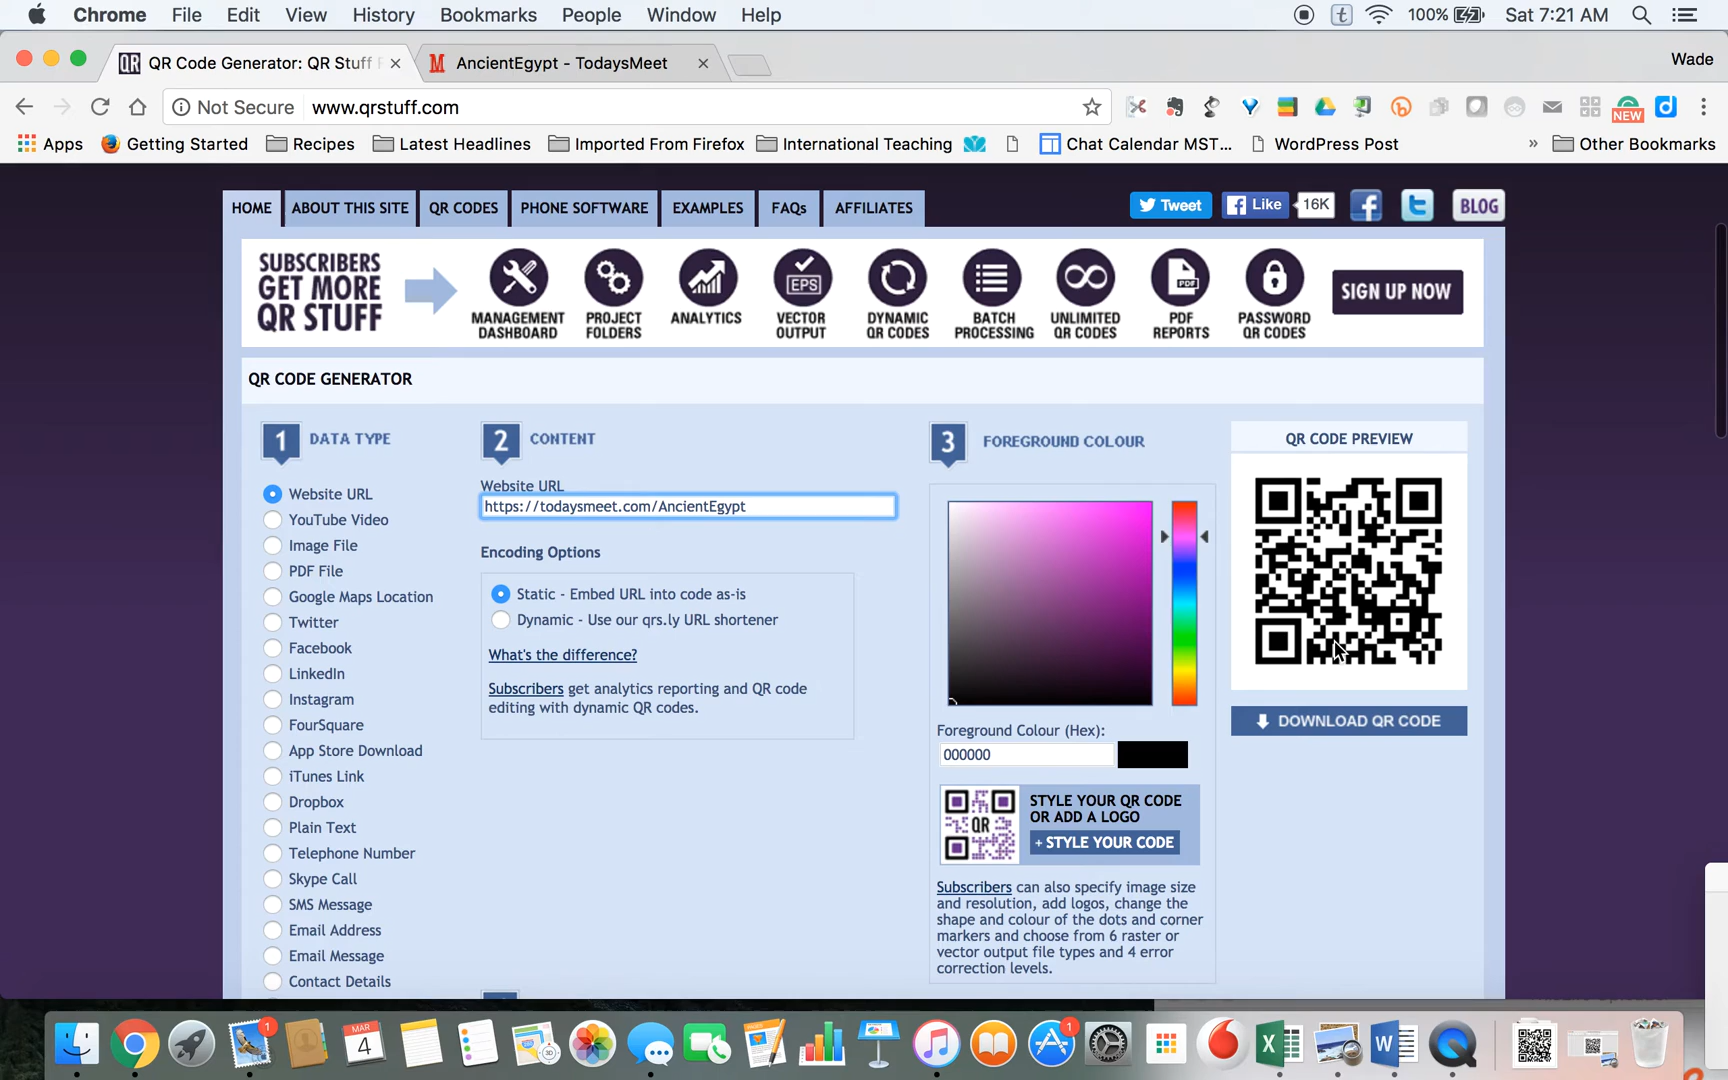 Chrome File Edit View History Bookmarks People Window Help t 100% Sat 7:21 AM
QR QR Code Generator: QR Stuff F AncientEgypt - TodaysMeet Wade
Not Secure www.qrstuff.com NEW
Apps Getting Started Recipes Latest Headlines Imported From Firefox International Teaching Chat Calendar MST... WordPress Post » Other Bookmarks
HOME ABOUT THIS SITE QR CODES PHONE SOFTWARE EXAMPLES FAQs AFFILIATES Tweet Like 16K BLOG
SUBSCRIBERS
GET MORE
QR STUFF
MANAGEMENT
DASHBOARD
PROJECT
FOLDERS
ANALYTICS
EPS
VECTOR
OUTPUT
DYNAMIC
QR CODES
BATCH
PROCESSING
UNLIMITED
QR CODES
PDF
PDF
REPORTS
PASSWORD
QR CODES
SIGN UP NOW
QR CODE GENERATOR
1 DATA TYPE
Website URL
YouTube Video
Image File
PDF File
Google Maps Location
Twitter
Facebook
LinkedIn
Instagram
FourSquare
App Store Download
iTunes Link
Dropbox
Plain Text
Telephone Number
Skype Call
SMS Message
Email Address
Email Message
Contact Details
2 CONTENT
Website URL
https://todaysmeet.com/AncientEgypt
Encoding Options
Static - Embed URL into code as-is
Dynamic - Use our qrs.ly URL shortener
What's the difference?
Subscribers get analytics reporting and QR code
editing with dynamic QR codes.
3 FOREGROUND COLOUR
Foreground Colour (Hex):
000000
QR
STYLE YOUR QR CODE
OR ADD A LOGO
+ STYLE YOUR CODE
Subscribers can also specify image size
and resolution, add logos, change the
shape and colour of the dots and corner
markers and choose from 6 raster or
vector output file types and 4 error
correction levels.
QR CODE PREVIEW
DOWNLOAD QR CODE
1 MAR 4 1